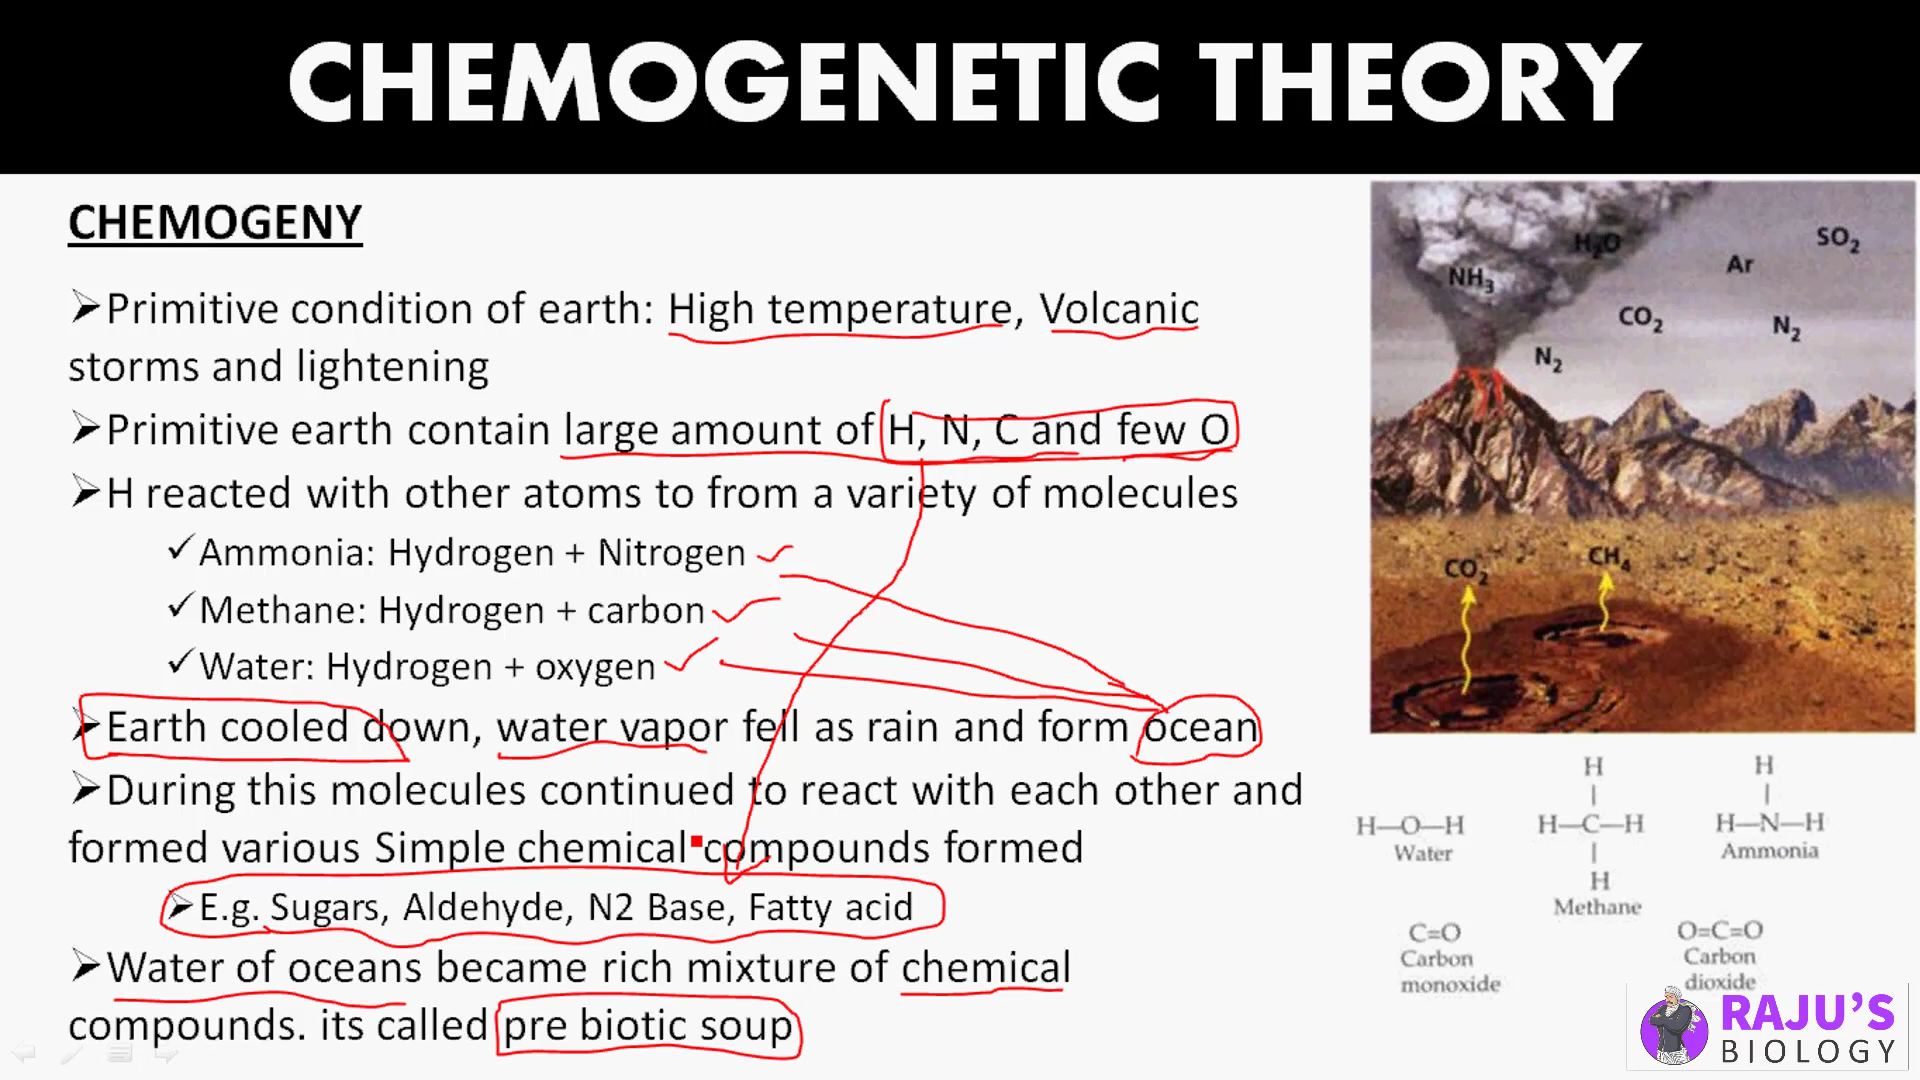 CHEMOGENETIC THEORY
CHEMOGENY
➢Primitive condition of earth: High temperature, Volcanic
storms and lightening
➢Primitive earth contain large amount of H, N, C and few O
➢H reacted with other atoms to from a variety of molecules
✓Ammonia: Hydrogen + Nitrogen
✓Methane: Hydrogen + carbon
✓Water: Hydrogen + oxygen
➢Earth cooled down, water vapor fell as rain and form ocean
➢During this molecules continued to react with each other and
formed various Simple chemical compounds formed
➢E.g. Sugars, Aldehyde, N2 Base, Fatty acid
➢Water of oceans became rich mixture of chemical
compounds. its called pre biotic soup
H₂O
SO₂
NH₃
Ar
CO₂
N₂
N₂
CO₂
CH₄
H
H
H—O—H
H—C—H
H—N—H
Water
Ammonia
H
Methane
C=O
O=C=O
Carbon
monoxide
Carbon
dioxide
RAJU'S
BIOLOGY